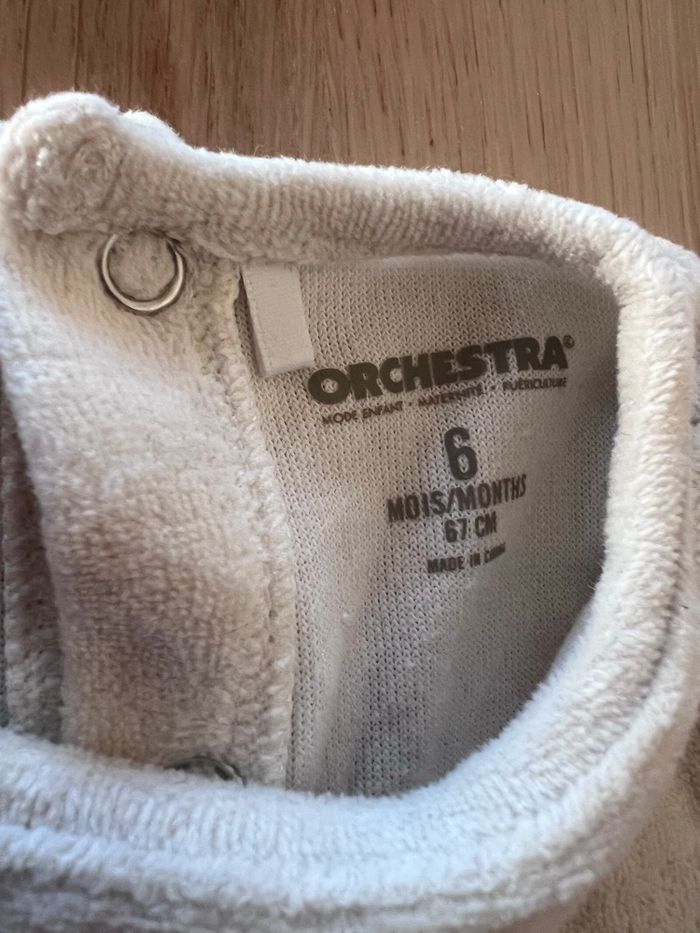 ORCHESTRA®
MODE ENFANT • MATERNITÉ • PUÉRICULTURE
6
MOIS/MONTHS
67 CM
MADE IN CHINA